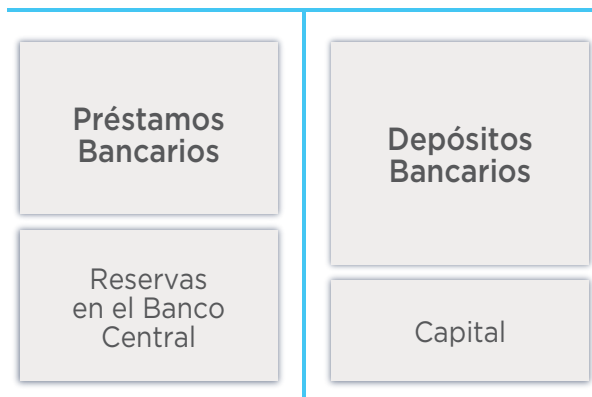 Préstamos
Bancarios
Reservas
en el Banco
Central
Depósitos
Bancarios
Capital